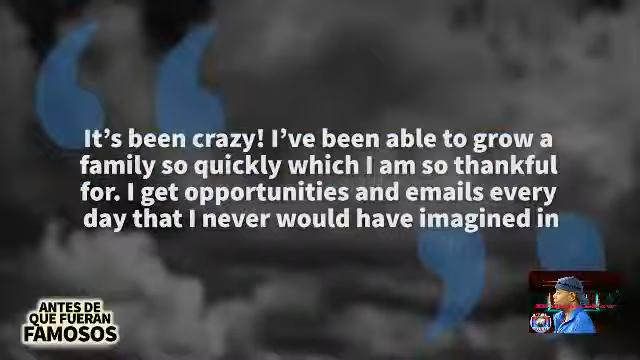 It's been crazy! I've been able to grow a
family so quickly which I am so thankful
for. I get opportunities and emails every
day that I never would have imagined in
ANTES DE
QUE FUERAN
FAMOSOS